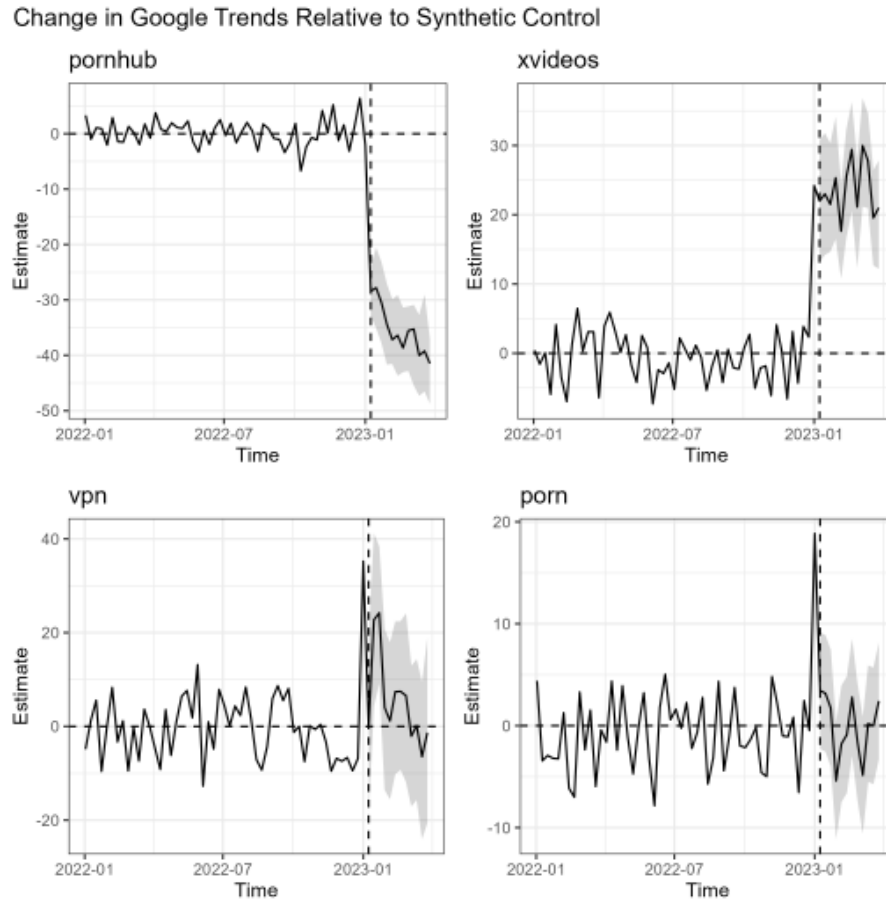 Change in Google Trends Relative to Synthetic Control
pornhub
0
-10
-20
-30
-40
-50
Estimate
2022-01
2022-07
2023-01
Time
xvideos
30
20
10
0
Estimate
2022-01
2022-07
2023-01
Time
vpn
40
20
0
-20
Estimate
2022-01
2022-07
2023-01
Time
porn
20
10
0
-10
Estimate
2022-01
2022-07
2023-01
Time